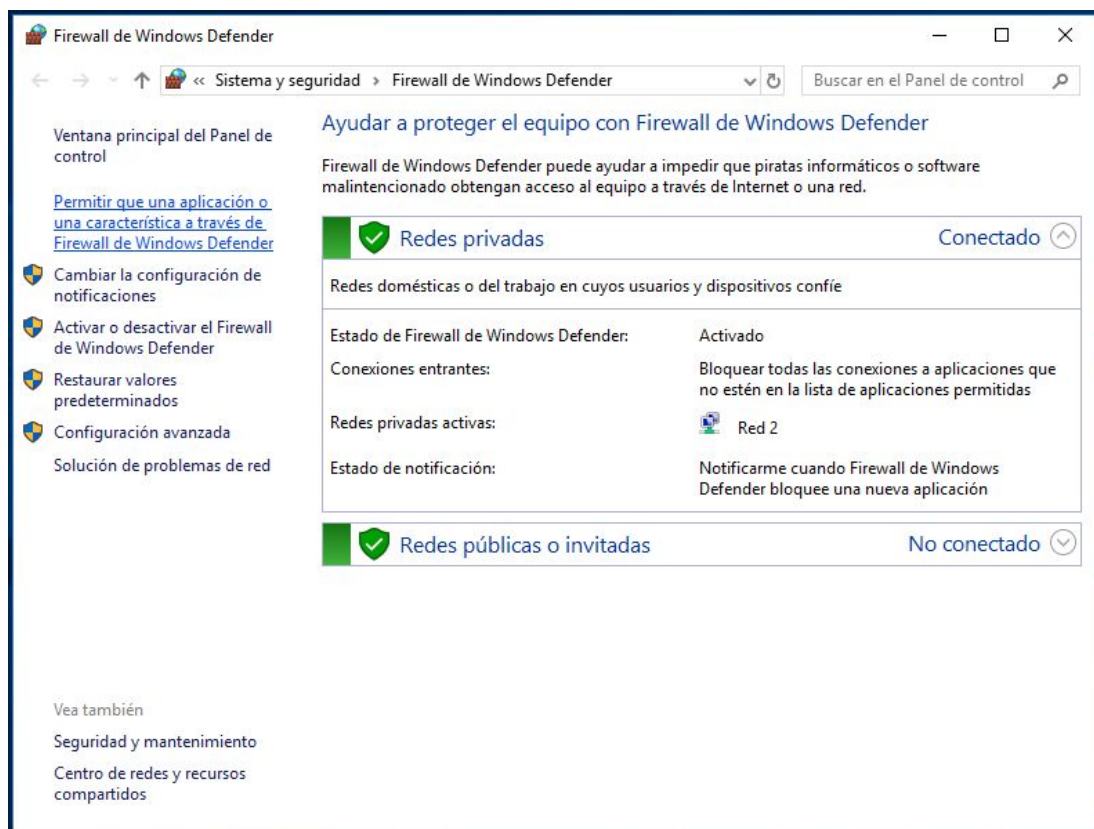 Firewall de Windows Defender
« Sistema y seguridad > Firewall de Windows Defender
Buscar en el Panel de control
Ventana principal del Panel de
control
Permitir que una aplicación o
una característica a través de
Firewall de Windows Defender
Cambiar la configuración de
notificaciones
Activar o desactivar el Firewall
de Windows Defender
Restaurar valores
predeterminados
Configuración avanzada
Solución de problemas de red
Vea también
Seguridad y mantenimiento
Centro de redes y recursos
compartidos
Ayudar a proteger el equipo con Firewall de Windows Defender
Firewall de Windows Defender puede ayudar a impedir que piratas informáticos o software
malintencionado obtengan acceso al equipo a través de Internet o una red.
Redes privadas Conectado
Redes domésticas o del trabajo en cuyos usuarios y dispositivos confíe
Estado de Firewall de Windows Defender: Activado
Conexiones entrantes: Bloquear todas las conexiones a aplicaciones que
no estén en la lista de aplicaciones permitidas
Redes privadas activas: Red 2
Estado de notificación: Notificarme cuando Firewall de Windows
Defender bloquee una nueva aplicación
Redes públicas o invitadas No conectado